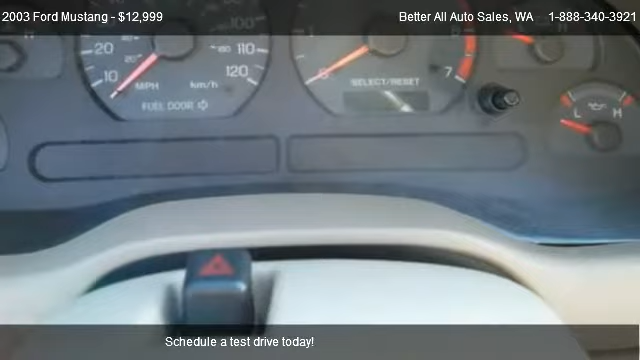 2003 Ford Mustang - $12,999
Better All Auto Sales, WA 1-888-340-3921
100
20 110
10 120
MPH km/h
FUEL DOOR
SELECT/RESET
7
L H
Schedule a test drive today!